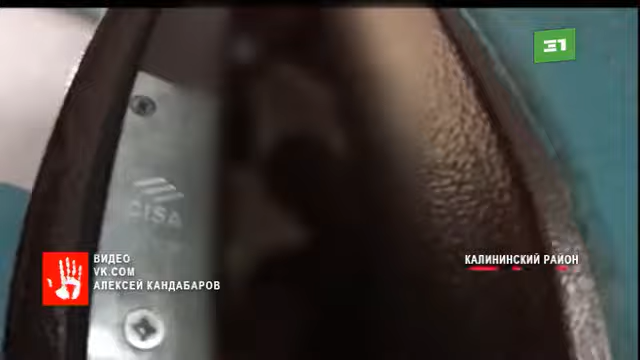 31
CISA
ВИДЕО
VK.COM
АЛЕКСЕЙ КАНДАБАРОВ
КАЛИНИНСКИЙ РАЙОН